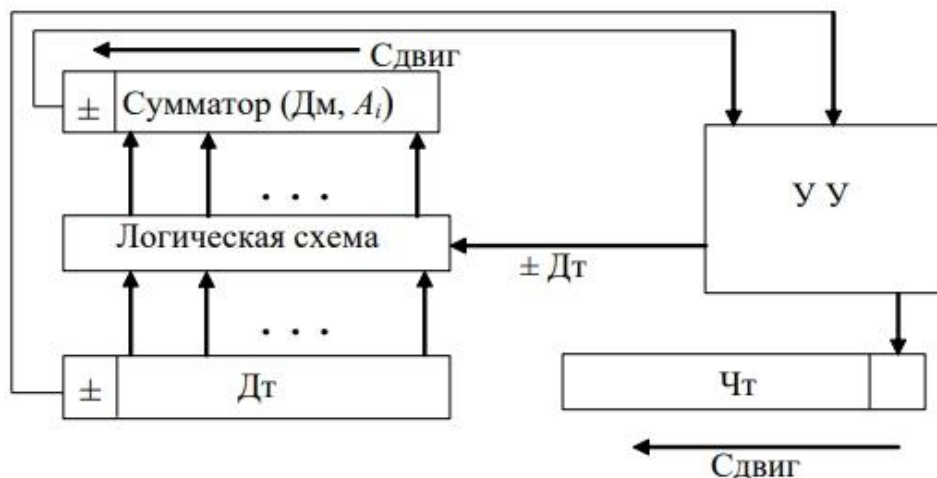 Сдвиг
± Сумматор (Дм, Aᵢ)
. . .
У У
Логическая схема
± Дт
. . .
± Дт
Чт
Сдвиг